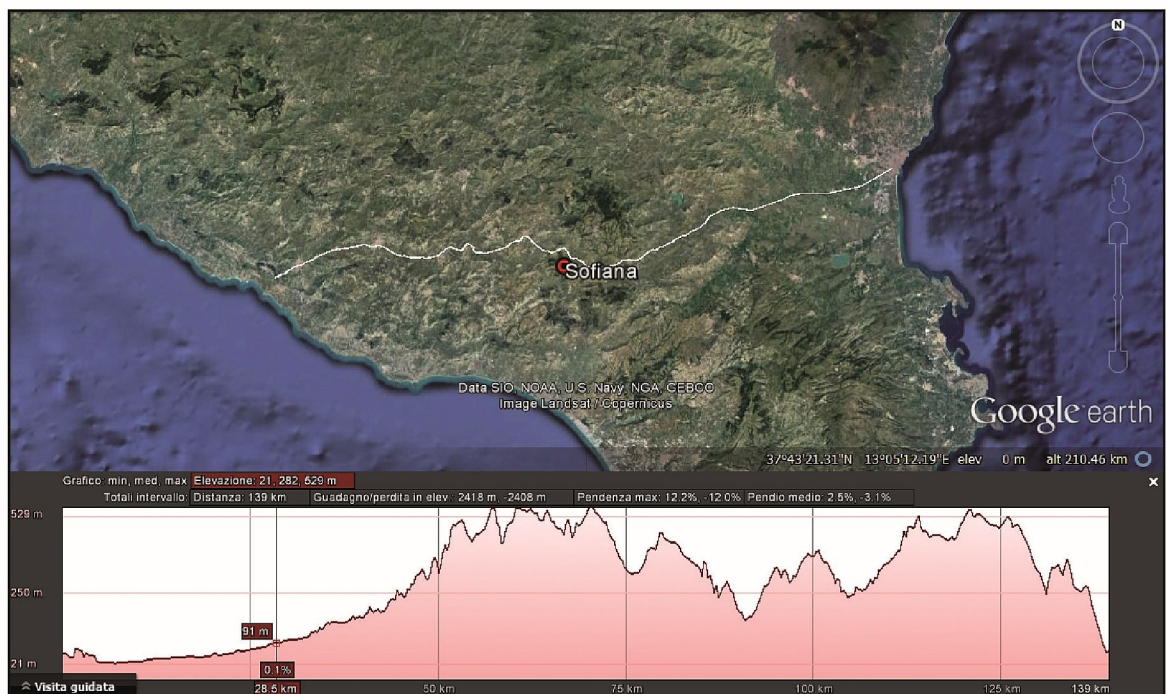 N
Sofiana
Data SIO, NOAA, U.S. Navy, NGA, GEBCO
Image Landsat / Copernicus
Google earth
37°43'21.31"N 13°05'12.19"E elev 0 m alt 210.46 km
Grafico: min, med, max Elevazione: 21, 282, 529 m
Totali intervallo: Distanza: 139 km Guadagno/perdita in elev.: 2418 m, -2408 m Pendenza max: 12.2%, -12.0% Pendio medio: 2.5%, -3.1%
529 m
250 m
91 m
21 m
0.1%
Visita guidata
28.5 km 50 km 75 km 100 km 125 km 139 km